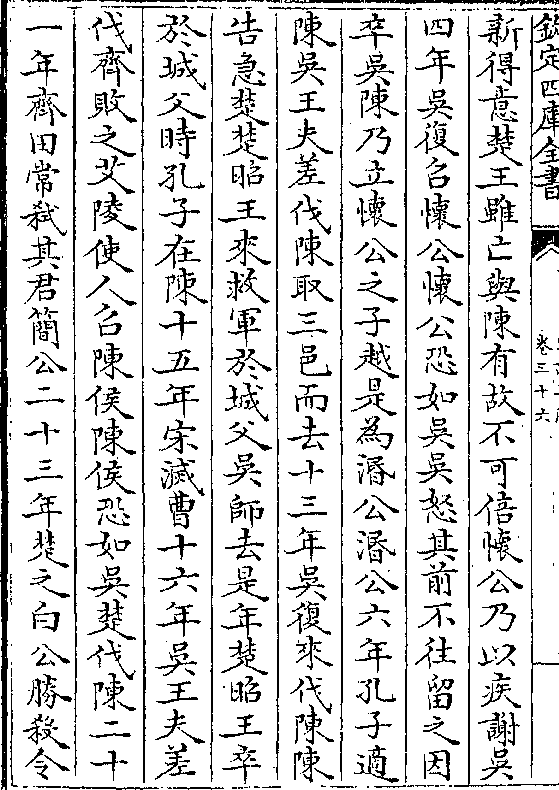 欽定四庫全書
卷三十六
新得意楚王雖亡與陳有故不可倍懷公乃以疾謝吳
四年吳復召懷公懷公恐如吳吳怒其前不往留之因
卒吳陳乃立懷公之子越是為湣公湣公六年孔子適
陳吳王夫差伐陳取三邑而去十三年吳復來伐陳陳
告急楚楚昭王來救軍於城父吳師去是年楚昭王卒
於城父時孔子在陳十五年宋滅曹十六年吳王夫差
伐齊敗之艾陵使人召陳侯陳侯恐如吳楚伐陳二十
一年齊田常弒其君簡公二十三年楚之白公勝殺令